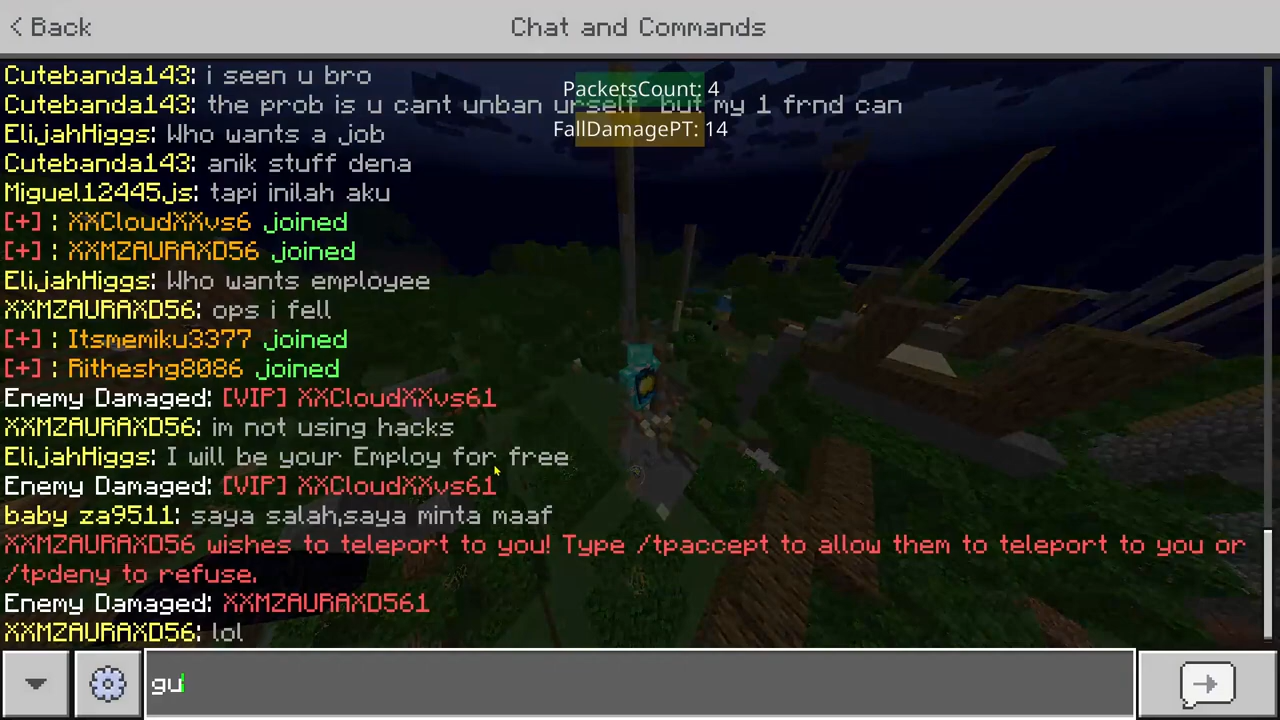 < Back
Chat and Commands
Cutebanda143: i seen u bro
PacketsCount: 4
Cutebanda143: the prob is u cant unban urself, but my 1 frnd can
FallDamagePT: 14
ElijahHiggs: Who wants a job
Cutebanda143: anik stuff dena
Miguel12445js: tapi inilah aku
[+] : XXCloudXXvs6 joined
[+] : XXMZAURAXD56 joined
ElijahHiggs: Who wants employee
XXMZAURAXD56: ops i fell
[+] : Itsmemiku3377 joined
[+] : Ritheshg8086 joined
Enemy Damaged: [VIP] XXCloudXXvs61
XXMZAURAXD56: im not using hacks
ElijahHiggs: I will be your Employ for free
Enemy Damaged: [VIP] XXCloudXXvs61
baby za9511: saya salah,saya minta maaf
XXMZAURAXD56 wishes to teleport to you! Type /tpaccept to allow them to teleport to you or
/tpdeny to refuse.
Enemy Damaged: XXMZAURAXD561
XXMZAURAXD56: lol
gu